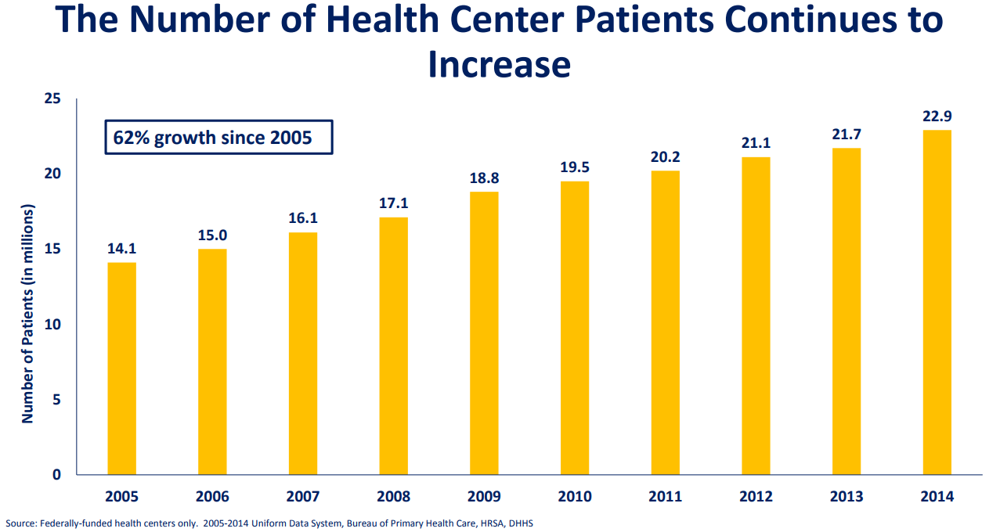 The Number of Health Center Patients Continues to
Increase
25
20
15
10
5
0
Number of Patients (in millions)
62% growth since 2005
14.1
15.0
16.1
17.1
18.8
19.5
20.2
21.1
21.7
22.9
2005 2006 2007 2008 2009 2010 2011 2012 2013 2014
Source: Federally-funded health centers only.  2005-2014 Uniform Data System, Bureau of Primary Health Care, HRSA, DHHS